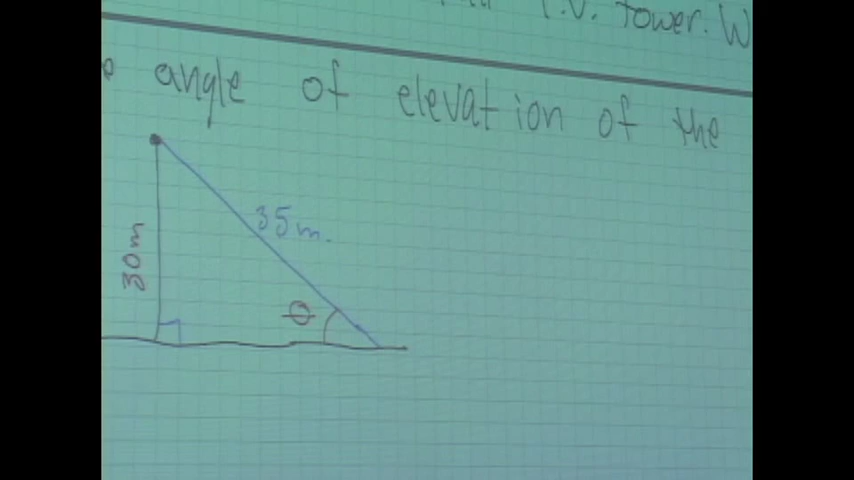 T.V. tower. W
angle of elevation of the
35m.
30m
θ